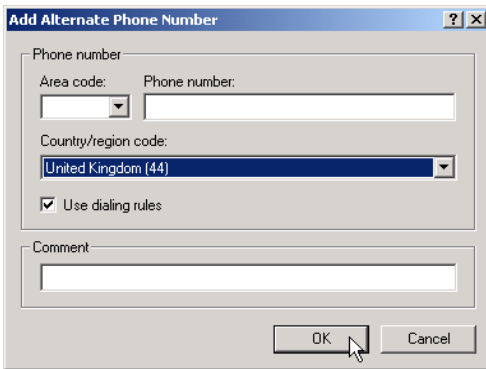 Add Alternate Phone Number
Phone number
Area code: Phone number:
Country/region code:
United Kingdom (44)
Use dialing rules
Comment
OK Cancel